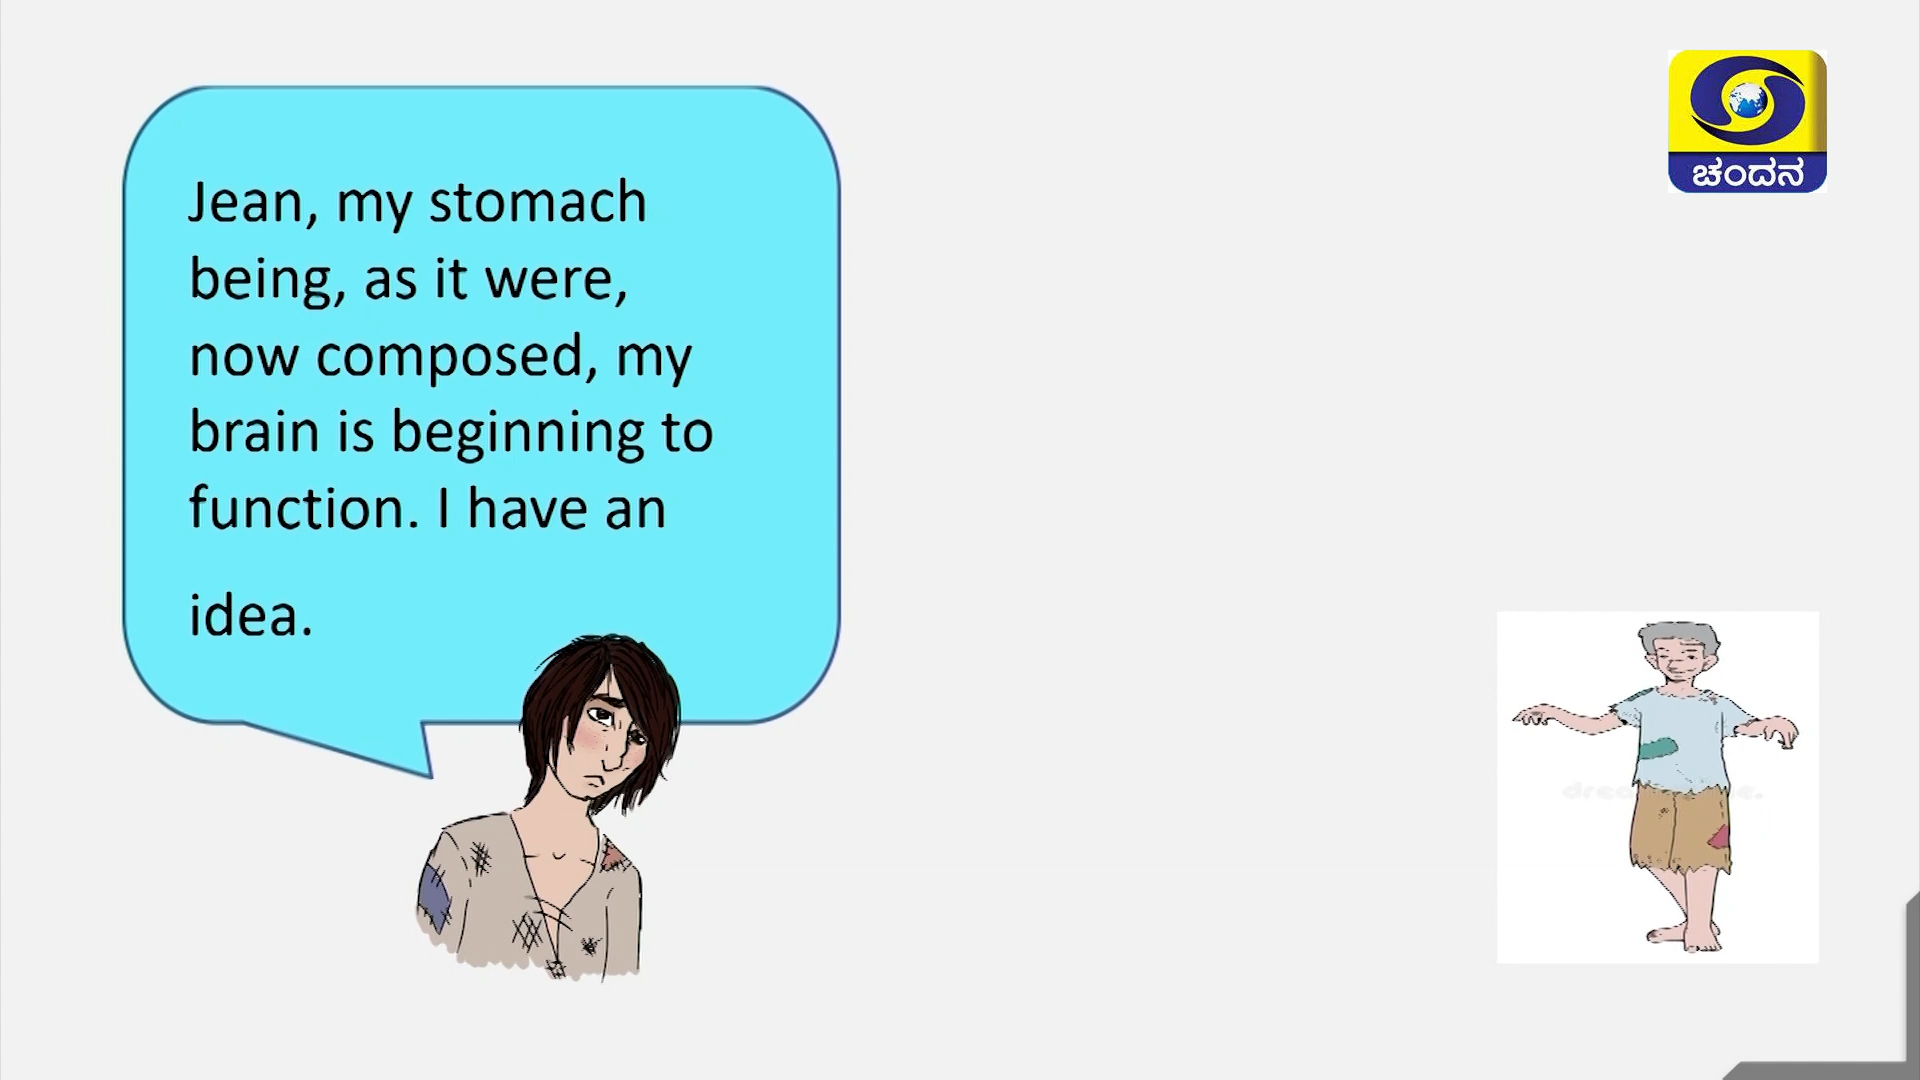 Jean, my stomach
being, as it were,
now composed, my
brain is beginning to
function. I have an
idea.
ಚಂದನ